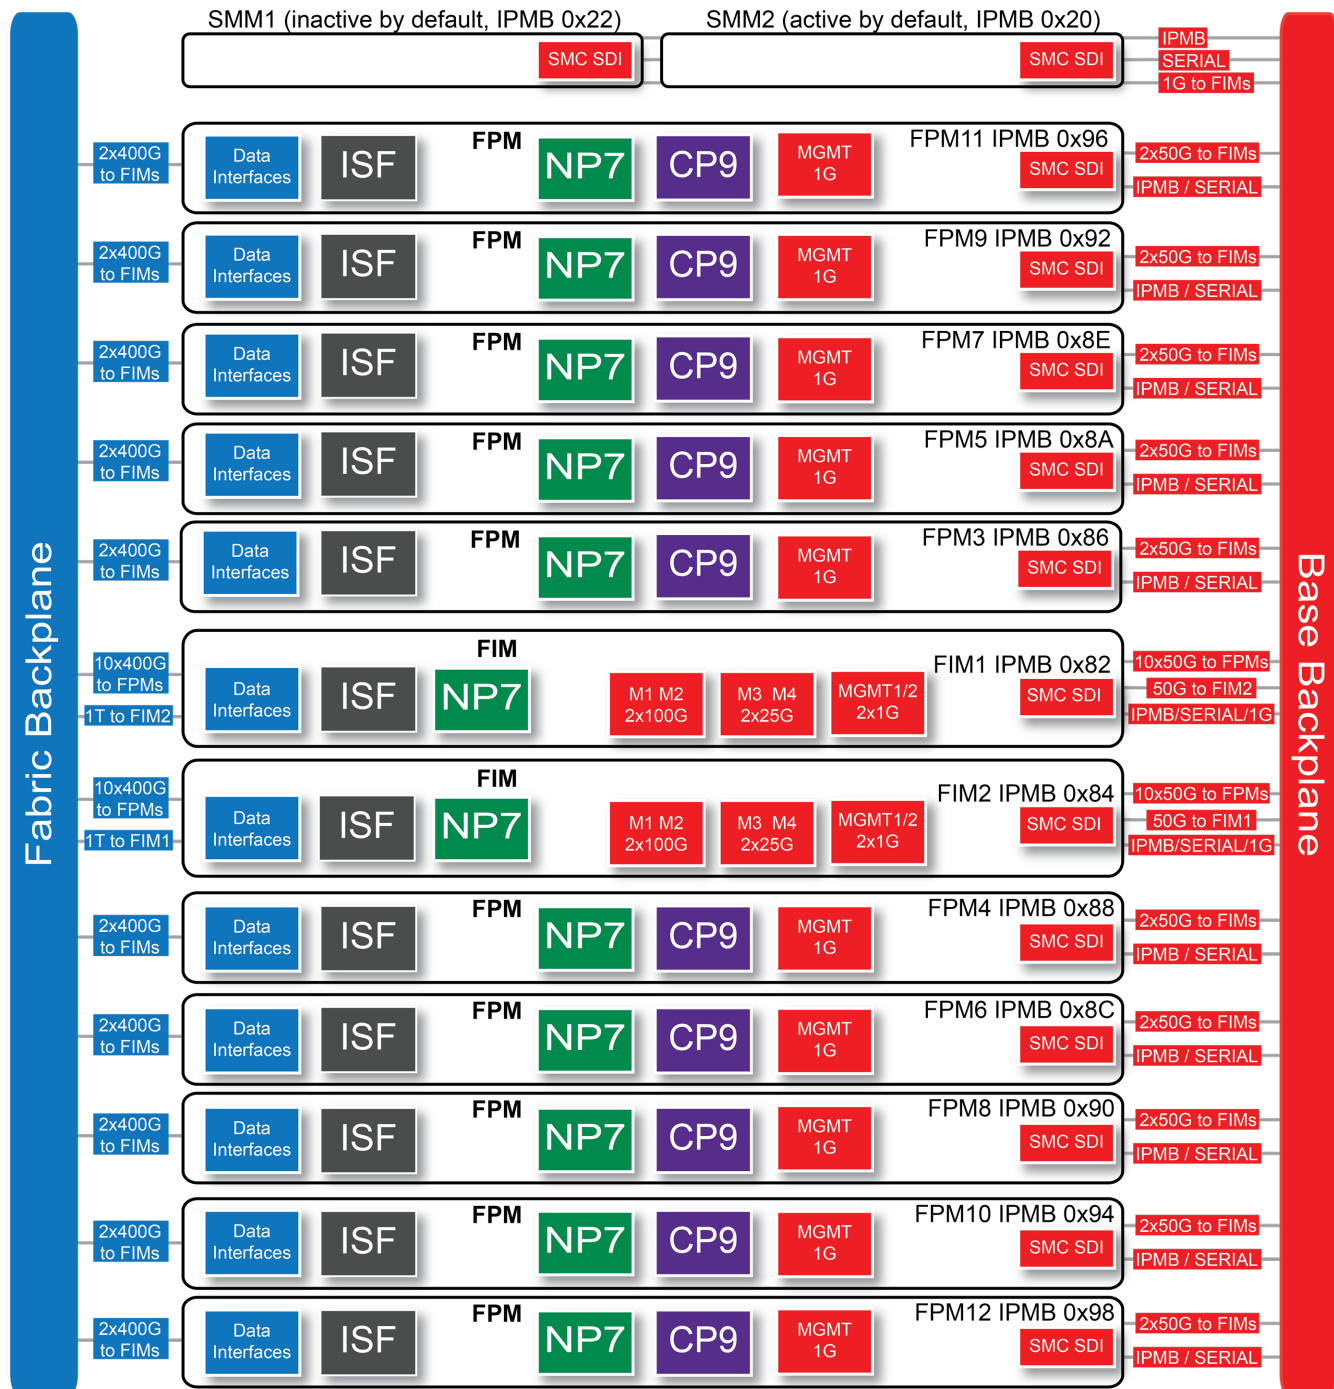 SMM1 (inactive by default, IPMB 0x22)
SMM2 (active by default, IPMB 0x20)
SMC SDI
SMC SDI
IPMB
SERIAL
1G to FIMs
Fabric Backplane
Base Backplane
2x400G
to FIMs
Data
Interfaces
ISF
FPM
NP7
CP9
MGMT
1G
FPM11 IPMB 0x96
SMC SDI
2x50G to FIMs
IPMB / SERIAL
2x400G
to FIMs
Data
Interfaces
ISF
FPM
NP7
CP9
MGMT
1G
FPM9 IPMB 0x92
SMC SDI
2x50G to FIMs
IPMB / SERIAL
2x400G
to FIMs
Data
Interfaces
ISF
FPM
NP7
CP9
MGMT
1G
FPM7 IPMB 0x8E
SMC SDI
2x50G to FIMs
IPMB / SERIAL
2x400G
to FIMs
Data
Interfaces
ISF
FPM
NP7
CP9
MGMT
1G
FPM5 IPMB 0x8A
SMC SDI
2x50G to FIMs
IPMB / SERIAL
2x400G
to FIMs
Data
Interfaces
ISF
FPM
NP7
CP9
MGMT
1G
FPM3 IPMB 0x86
SMC SDI
2x50G to FIMs
IPMB / SERIAL
10x400G
to FPMs
1T to FIM2
Data
Interfaces
ISF
FIM
NP7
M1 M2
2x100G
M3 M4
2x25G
MGMT1/2
2x1G
FIM1 IPMB 0x82
SMC SDI
10x50G to FPMs
50G to FIM2
IPMB/SERIAL/1G
10x400G
to FPMs
1T to FIM1
Data
Interfaces
ISF
FIM
NP7
M1 M2
2x100G
M3 M4
2x25G
MGMT1/2
2x1G
FIM2 IPMB 0x84
SMC SDI
10x50G to FPMs
50G to FIM1
IPMB/SERIAL/1G
2x400G
to FIMs
Data
Interfaces
ISF
FPM
NP7
CP9
MGMT
1G
FPM4 IPMB 0x88
SMC SDI
2x50G to FIMs
IPMB / SERIAL
2x400G
to FIMs
Data
Interfaces
ISF
FPM
NP7
CP9
MGMT
1G
FPM6 IPMB 0x8C
SMC SDI
2x50G to FIMs
IPMB / SERIAL
2x400G
to FIMs
Data
Interfaces
ISF
FPM
NP7
CP9
MGMT
1G
FPM8 IPMB 0x90
SMC SDI
2x50G to FIMs
IPMB / SERIAL
2x400G
to FIMs
Data
Interfaces
ISF
FPM
NP7
CP9
MGMT
1G
FPM10 IPMB 0x94
SMC SDI
2x50G to FIMs
IPMB / SERIAL
2x400G
to FIMs
Data
Interfaces
ISF
FPM
NP7
CP9
MGMT
1G
FPM12 IPMB 0x98
SMC SDI
2x50G to FIMs
IPMB / SERIAL